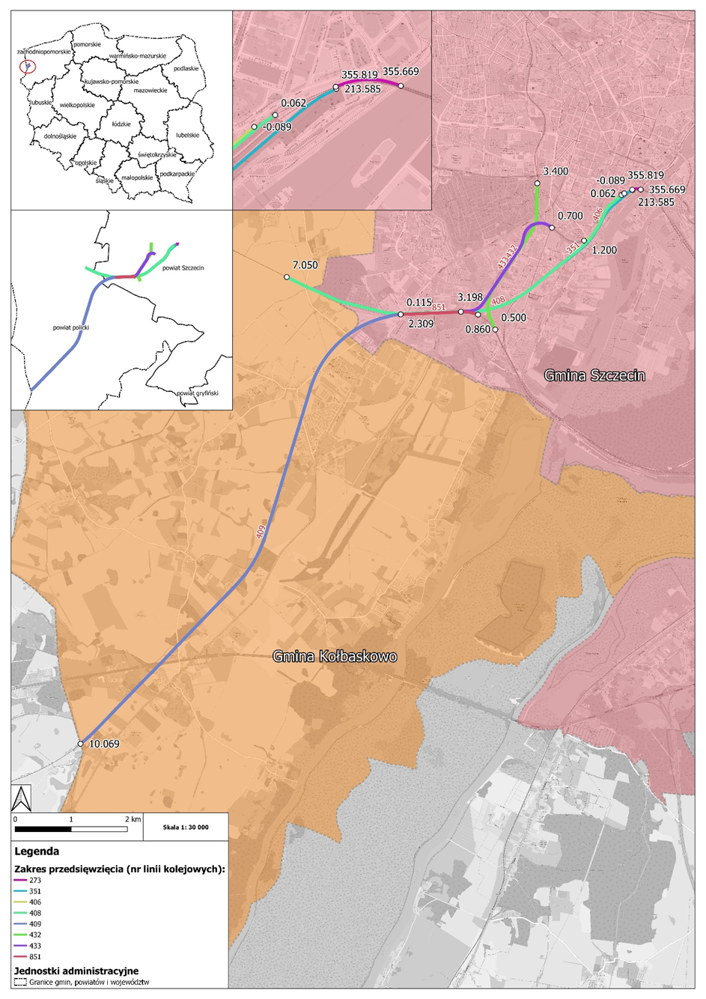 pomorskie
zachodniopomorskie
warmińsko-mazurskie
podlaskie
kujawsko-pomorskie
mazowieckie
lubuskie
wielkopolskie
łódzkie
lubelskie
dolnośląskie
opolskie
świętokrzyskie
śląskie
małopolskie
podkarpackie
355.819
355.669
213.585
0.062
-0.089
powiat Szczecin
powiat policki
powiat gryfiński
3.400
-0.089
355.819
0.062
355.669
213.585
406
0.700
351
1.200
433432
7.050
0.115
851
3.198
408
2.309
0.860
0.500
Gmina Szczecin
409
Gmina Kołbaskowo
10.069
0 1 2 km
Skala 1: 30 000
Legenda
Zakres przedsięwzięcia (nr linii kolejowych):
273
351
406
408
409
432
433
851
Jednostki administracyjne
Granice gmin, powiatów i województw